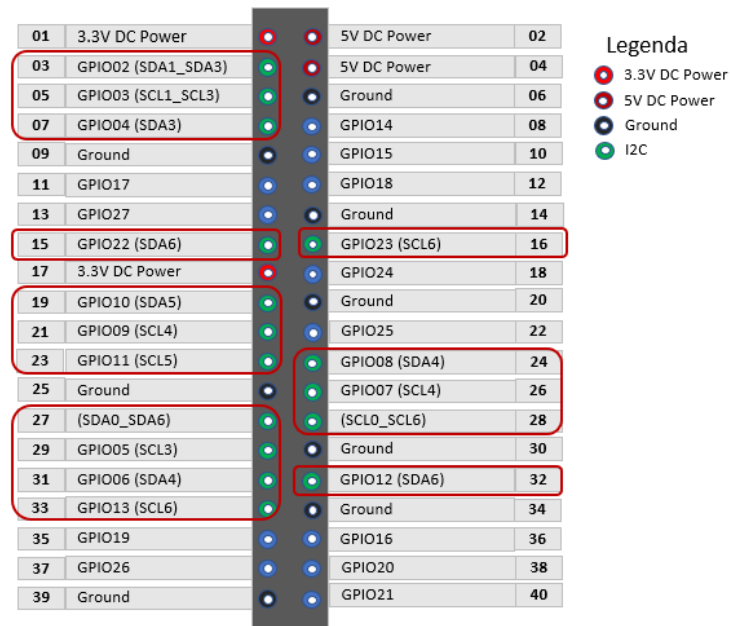 01 3.3V DC Power 5V DC Power 02
03 GPIO02 (SDA1_SDA3) 5V DC Power 04
05 GPIO03 (SCL1_SCL3) Ground 06
07 GPIO04 (SDA3) GPIO14 08
09 Ground GPIO15 10
11 GPIO17 GPIO18 12
13 GPIO27 Ground 14
15 GPIO22 (SDA6) GPIO23 (SCL6) 16
17 3.3V DC Power GPIO24 18
19 GPIO10 (SDA5) Ground 20
21 GPIO09 (SCL4) GPIO25 22
23 GPIO11 (SCL5) GPIO08 (SDA4) 24
25 Ground GPIO07 (SCL4) 26
27 (SDA0_SDA6) (SCL0_SCL6) 28
29 GPIO05 (SCL3) Ground 30
31 GPIO06 (SDA4) GPIO12 (SDA6) 32
33 GPIO13 (SCL6) Ground 34
35 GPIO19 GPIO16 36
37 GPIO26 GPIO20 38
39 Ground GPIO21 40
Legenda
3.3V DC Power
5V DC Power
Ground
I2C